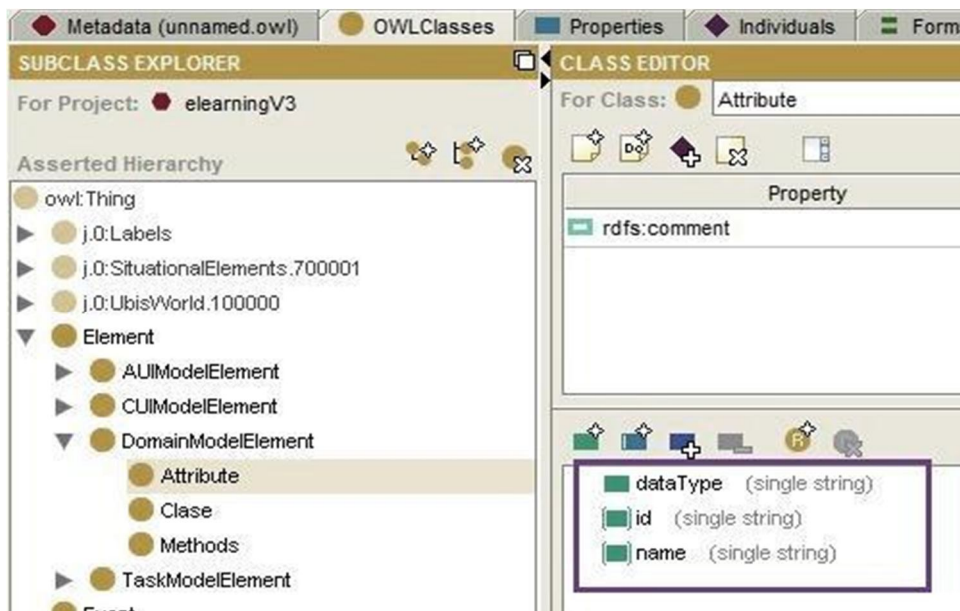 Metadata (unnamed.owl)
OWLClasses
Properties
Individuals
Form
SUBCLASS EXPLORER
For Project: elearningV3
Asserted Hierarchy
owl:Thing
j.0:Labels
j.0:SituationalElements.700001
j.0:UbisWorld.100000
Element
AUIModelElement
CUIModelElement
DomainModelElement
Attribute
Clase
Methods
TaskModelElement
Event
CLASS EDITOR
For Class: Attribute
Property
rdfs:comment
dataType (single string)
id (single string)
name (single string)